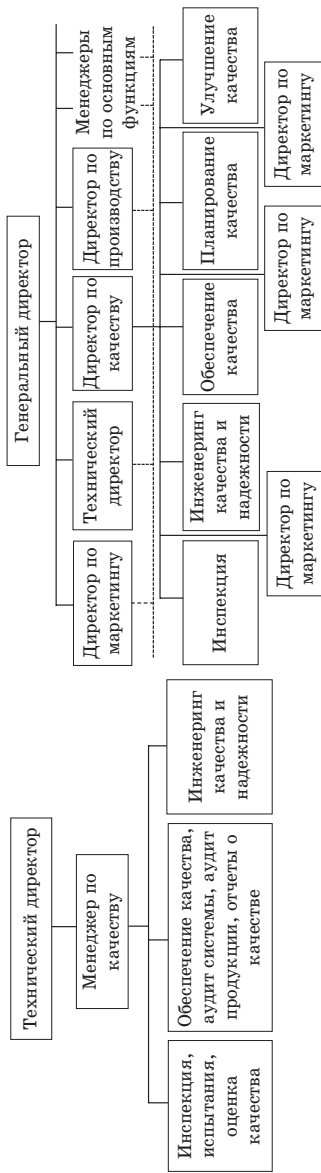 Технический директор
Менеджер по
качеству
Инспекция,
испытания,
оценка
качества
Обеспечение качества,
аудит системы, аудит
продукции, отчеты о
качестве
Инженеринг
качества и
надежности
Генеральный директор
Директор по
маркетингу
Технический
директор
Директор по
качеству
Директор по
производству
Менеджеры
по основным
функциям
Инспекция
Инженеринг
качества и
надежности
Обеспечение
качества
Планирование
качества
Улучшение
качества
Директор по
маркетингу
Директор по
маркетингу
Директор по
маркетингу